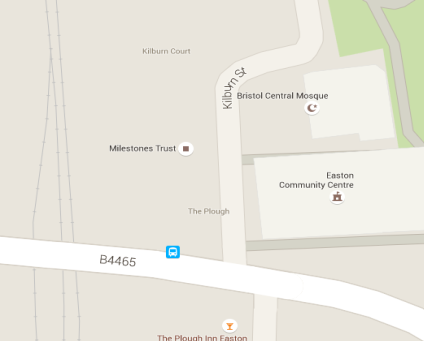 Kilburn Court
Kilburn St
Bristol Central Mosque
Milestones Trust
Easton
Community Centre
The Plough
B4465
The Plough Inn Easton